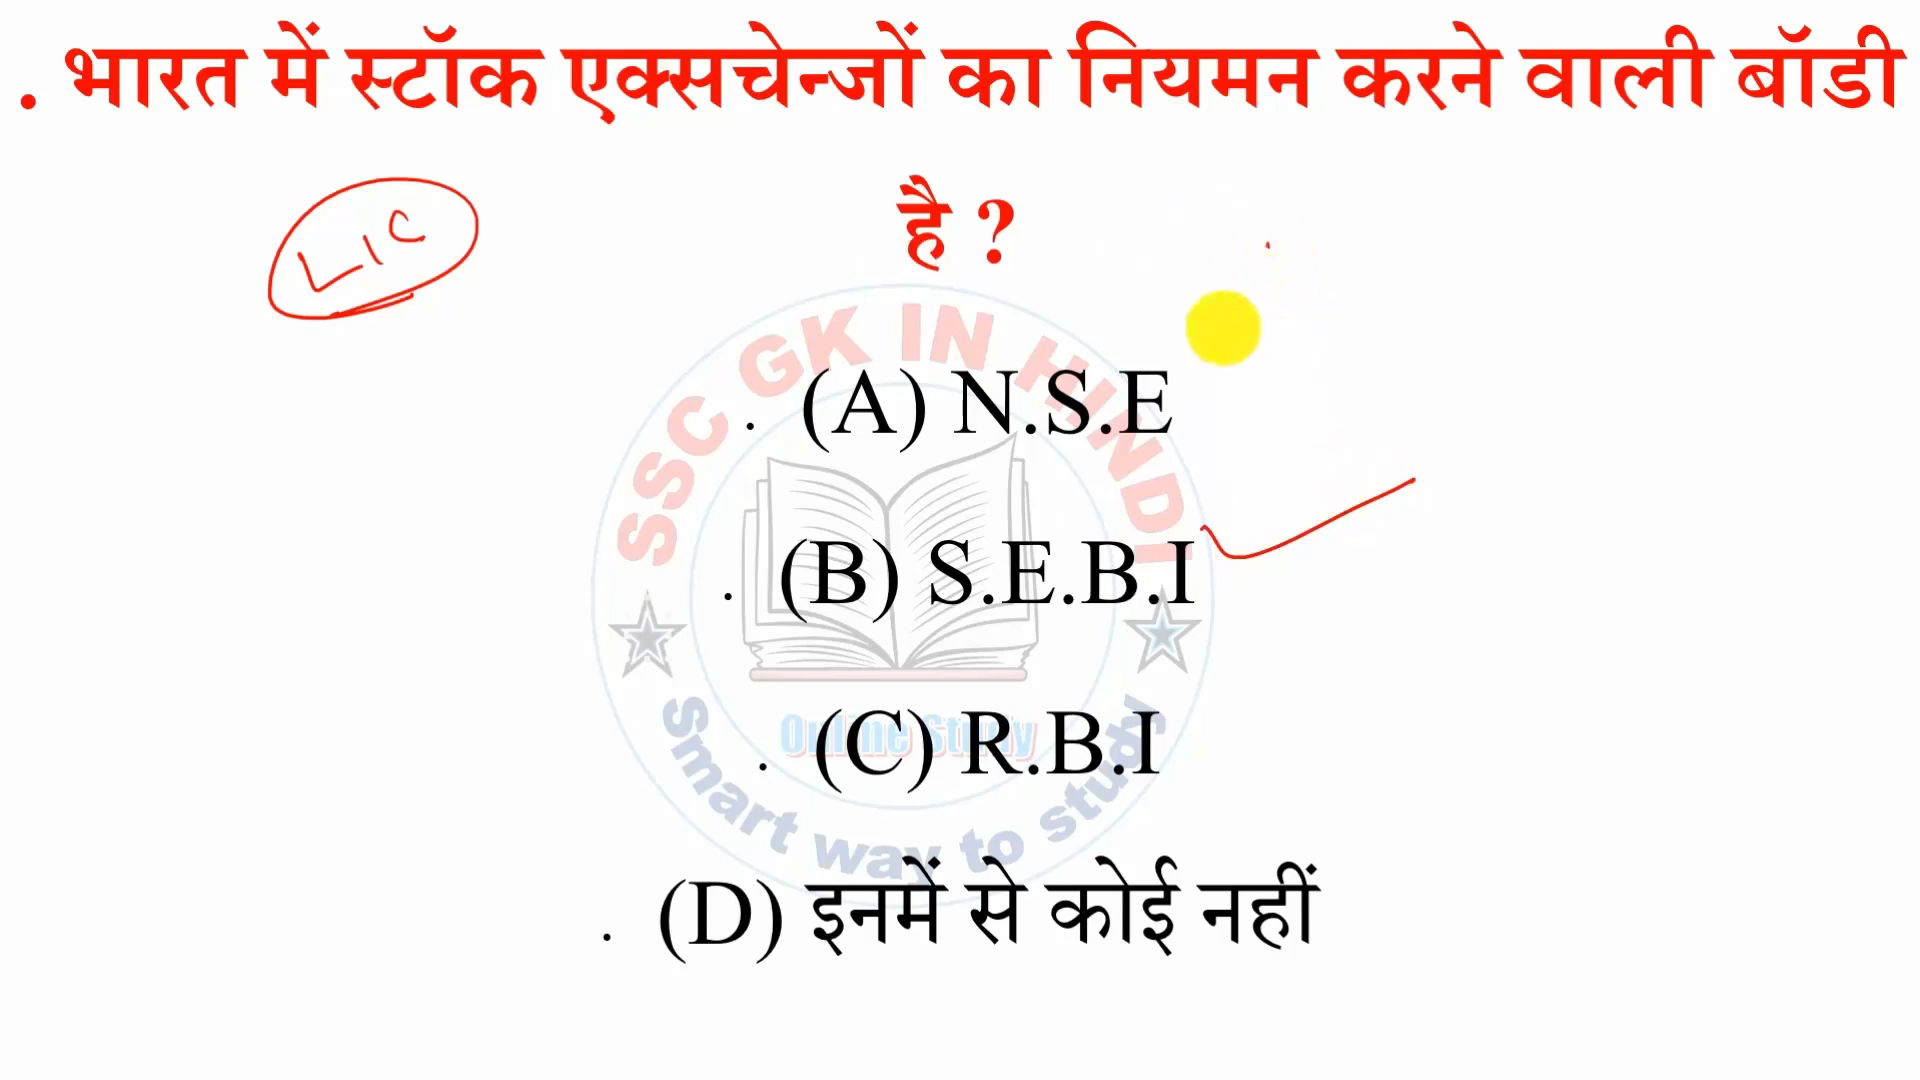 . भारत में स्टॉक एक्सचेन्जों का नियमन करने वाली बॉडी
है ?
LIC
. (A) N.S.E
. (B) S.E.B.I
. (C) R.B.I
. (D) इनमें से कोई नहीं
SSC GK IN HINDI
Online Study
Smart way to study